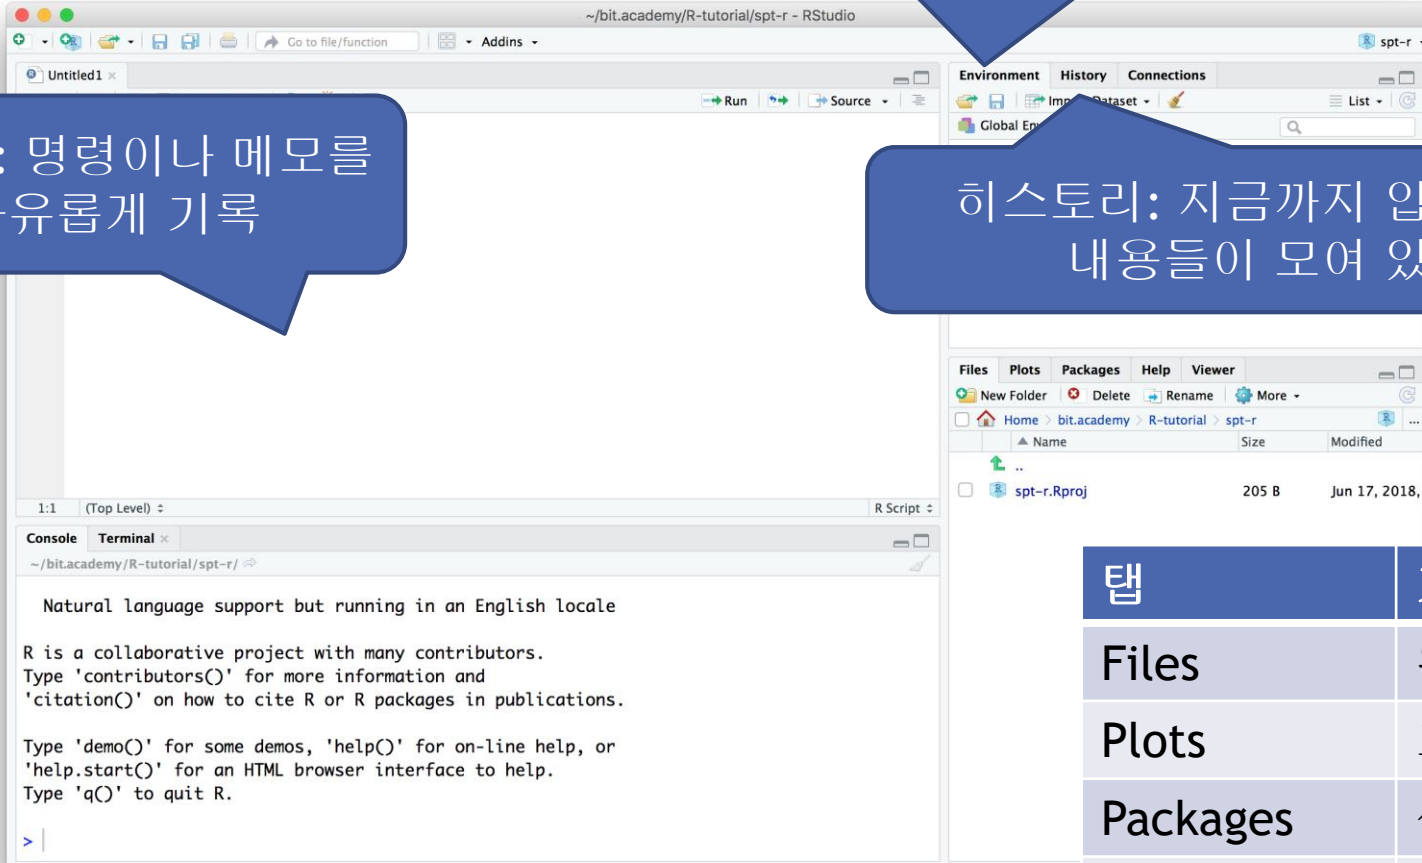 ~/bit.academy/R-tutorial/spt-r - RStudio
Go to file/function
Addins
spt-r
Untitled1
Run
Source
: 명령이나 메모를
유롭게 기록
1:1
(Top Level)
R Script
Console
Terminal
~/bit.academy/R-tutorial/spt-r/
Natural language support but running in an English locale
R is a collaborative project with many contributors.
Type 'contributors()' for more information and
'citation()' on how to cite R or R packages in publications.
Type 'demo()' for some demos, 'help()' for on-line help, or
'help.start()' for an HTML browser interface to help.
Type 'q()' to quit R.
>
Environment
History
Connections
List
Global
히스토리: 지금까지
내용들이 모여
Files
Plots
Packages
Help
Viewer
New Folder
Delete
Rename
More
Home > bit.academy > R-tutorial > spt-r
...
Name
Size
Modified
..
spt-r.Rproj
205 B
Jun 17, 2018,
탭
Files
Plots
Packages